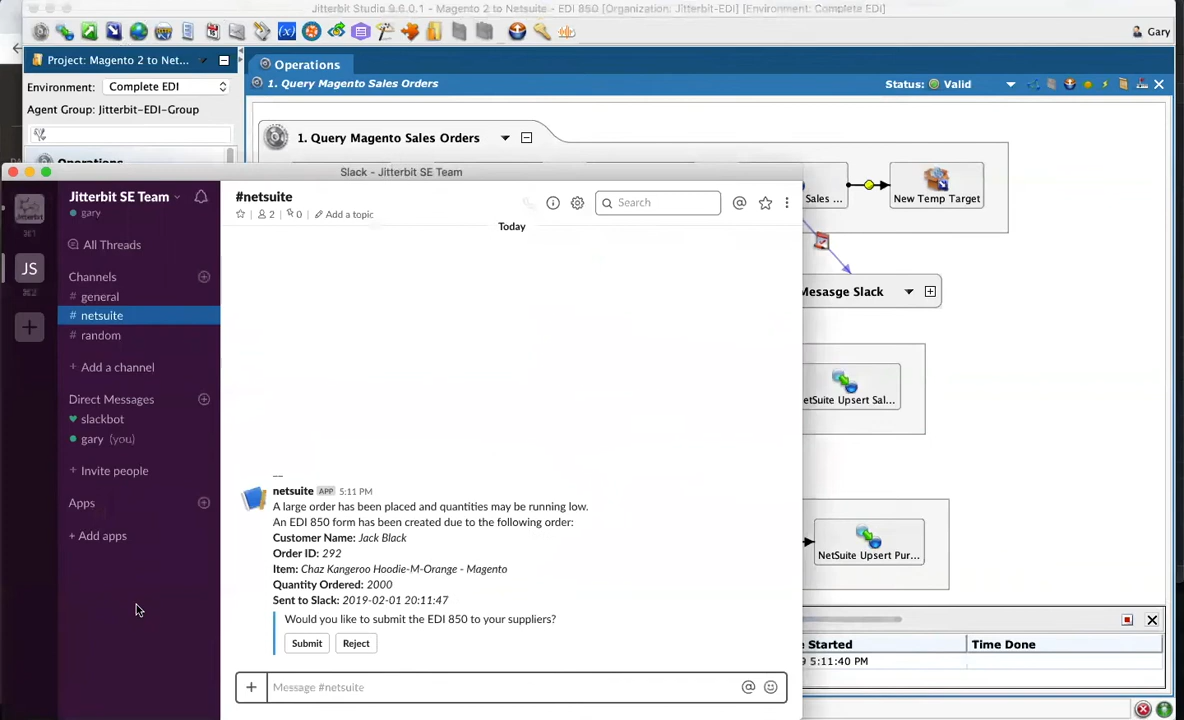 Jitterbit Studio 9.6.0.1 - Magento 2 to Netsuite - EDI 850 [Organization: Jitterbit-EDI] [Environment: Complete EDI]
Gary
Project: Magento 2 to Net...
Operations
Environment: Complete EDI
1. Query Magento Sales Orders
Status: Valid
Agent Group: Jitterbit-EDI-Group
1. Query Magento Sales Orders
Operations
Slack - Jitterbit SE Team
Jitterbit SE Team
gary
All Threads
Channels
# general
# netsuite
# random
+ Add a channel
Direct Messages
slackbot
gary (you)
+ Invite people
Apps
+ Add apps
JS
#netsuite
2
0
Add a topic
Search
Today
netsuite APP 5:11 PM
A large order has been placed and quantities may be running low.
An EDI 850 form has been created due to the following order:
Customer Name: Jack Black
Order ID: 292
Item: Chaz Kangeroo Hoodie-M-Orange - Magento
Quantity Ordered: 2000
Sent to Slack: 2019-02-01 20:11:47
Would you like to submit the EDI 850 to your suppliers?
Submit Reject
Message #netsuite
Sales ...
New Temp Target
Mesasge Slack
etSuite Upsert Sal...
NetSuite Upsert Pur...
Started
Time Done
5:11:40 PM